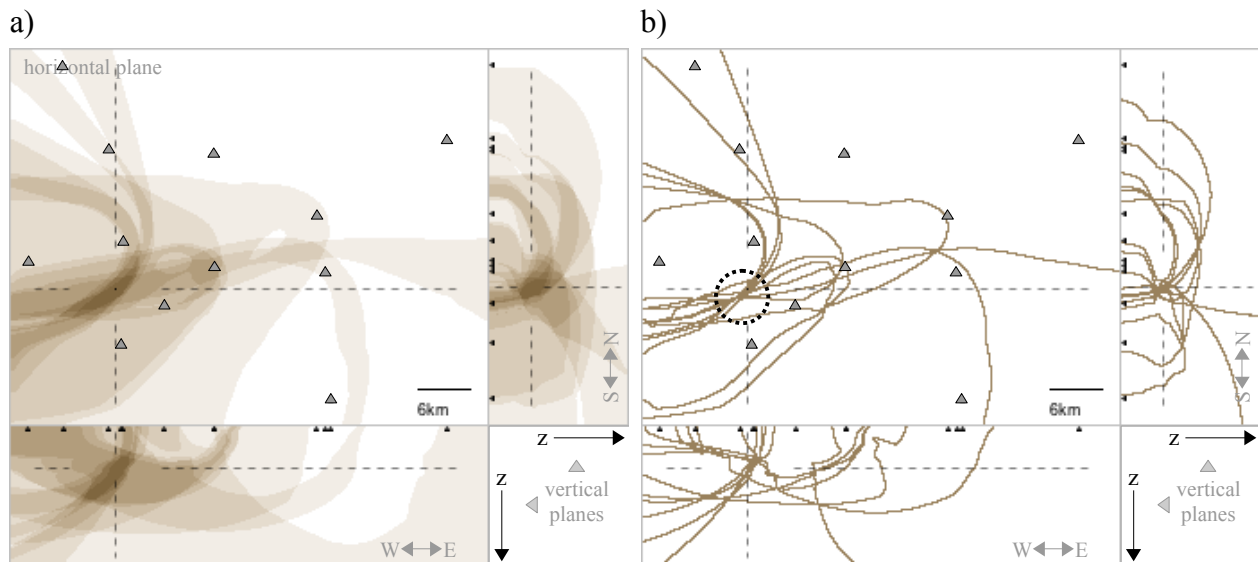 a)
horizontal plane
S N
6km
z
z
vertical
planes
W E
b)
S N
6km
z
z
vertical
planes
W E